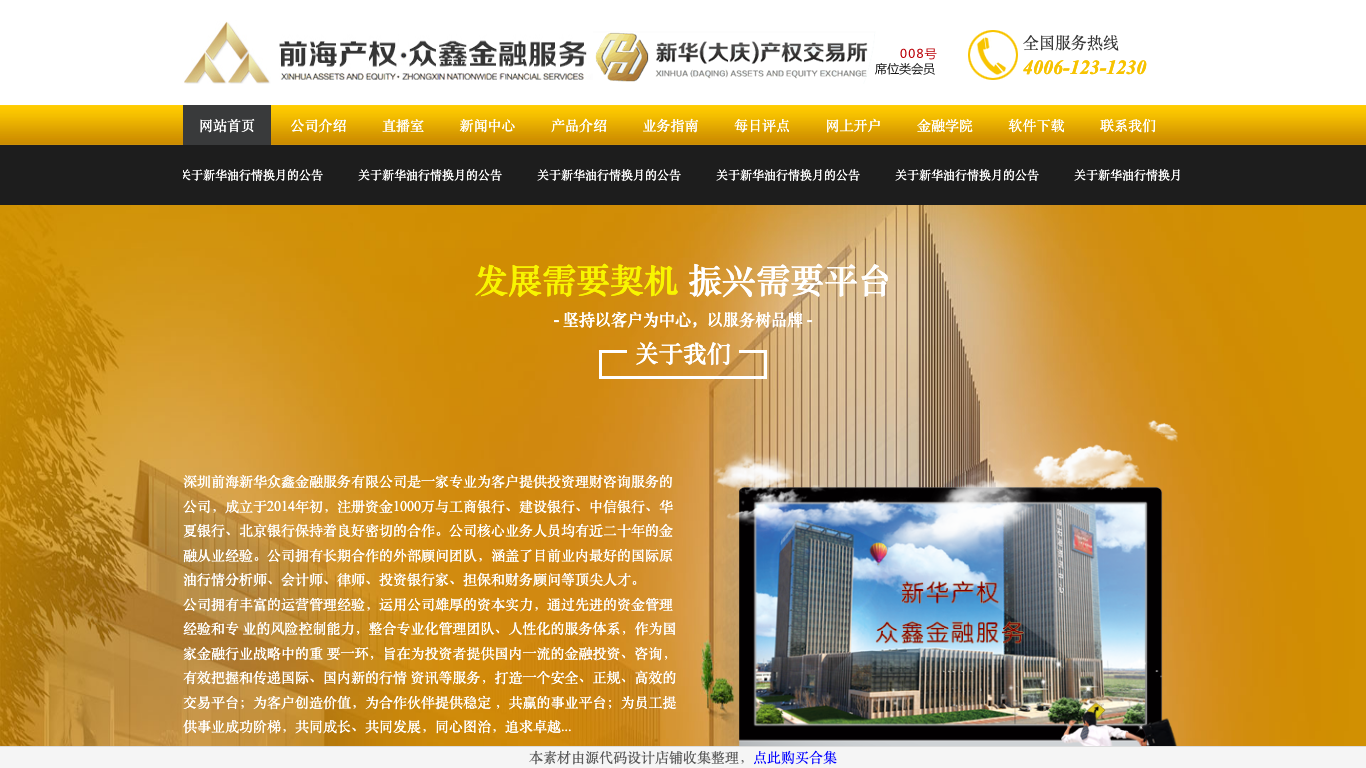 前海产权·众鑫金融服务
XINHUA ASSETS AND EQUITY · ZHONGXIN NATIONWIDE FINANCIAL SERVICES
新华(大庆)产权交易所
XINHUA (DAQING) ASSETS AND EQUITY EXCHANGE
008号
席位类会员
全国服务热线
4006-123-1230
网站首页 公司介绍 直播室 新闻中心 产品介绍 业务指南 每日评点 网上开户 金融学院 软件下载 联系我们
关于新华油行情换月的公告 关于新华油行情换月的公告 关于新华油行情换月的公告 关于新华油行情换月的公告 关于新华油行情换月的公告 关于新华油行情换月
发展需要契机 振兴需要平台
- 坚持以客户为中心，以服务树品牌 -
关于我们
深圳前海新华众鑫金融服务有限公司是一家专业为客户提供投资理财咨询服务的
公司，成立于2014年初，注册资金1000万与工商银行、建设银行、中信银行、华
夏银行、北京银行保持着良好密切的合作。公司核心业务人员均有近二十年的金
融从业经验。公司拥有长期合作的外部顾问团队，涵盖了目前业内最好的国际原
油行情分析师、会计师、律师、投资银行家、担保和财务顾问等顶尖人才。
公司拥有丰富的运营管理经验，运用公司雄厚的资本实力，通过先进的资金管理
经验和专 业的风险控制能力，整合专业化管理团队、人性化的服务体系，作为国
家金融行业战略中的重 要一环，旨在为投资者提供国内一流的金融投资、咨询，
有效把握和传递国际、国内新的行情 资讯等服务，打造一个安全、正规、高效的
交易平台；为客户创造价值，为合作伙伴提供稳定 ，共赢的事业平台；为员工提
供事业成功阶梯，共同成长、共同发展，同心图治，追求卓越...
新华产权
众鑫金融服务
本素材由源代码设计店铺收集整理，点此购买合集